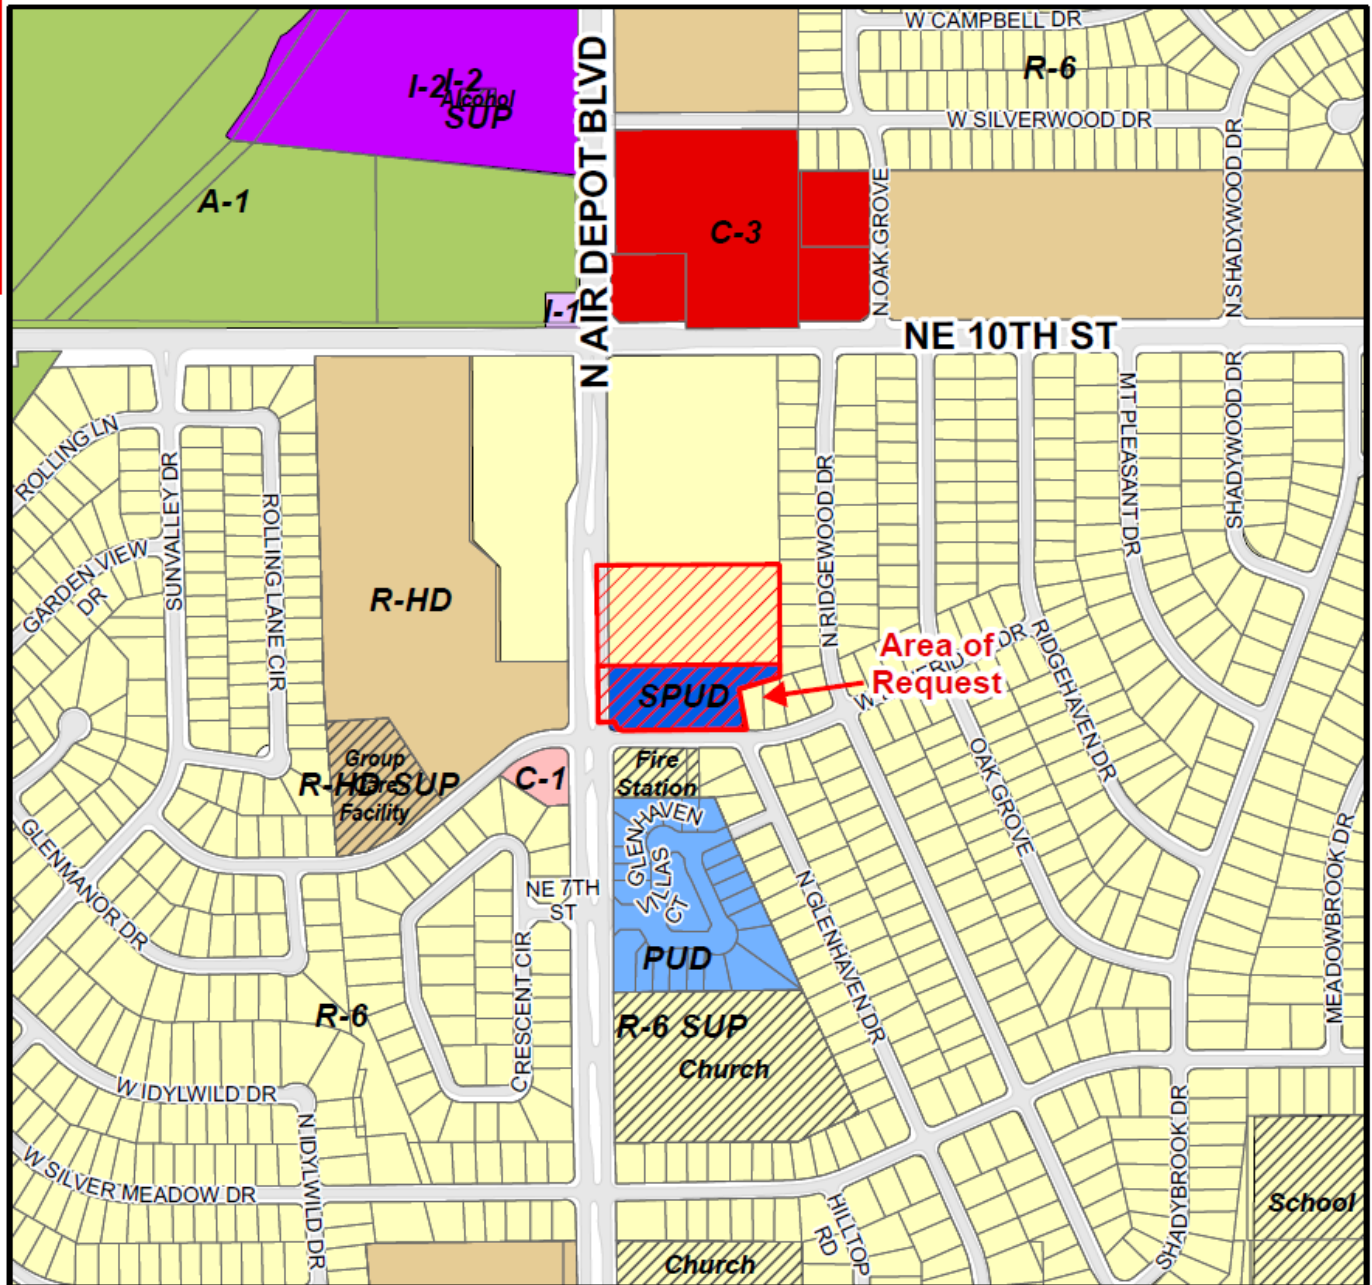 W CAMPBELL DR
R-6
I-2
I-2
Alcohol
SUP
N AIR DEPOT BLVD
W SILVERWOOD DR
A-1
C-3
N OAK GROVE
N SHADYWOOD DR
I-1
NE 10TH ST
ROLLING LN
SUNVALLEY DR
ROLLING LANE CIR
GARDEN VIEW
DR
R-HD
N RIDGEWOOD DR
MT PLEASANT DR
SHADYWOOD DR
Area of
Request
DR
RIDGEHAVEN DR
SPUD
OAK GROVE
Group
R-HD SUP
Facility
C-1
Fire
Station
GLENHAVEN
VILLAS
CT
GLENMANOR DR
NE 7TH
ST
CRESCENT CIR
N GLENHAVEN DR
MEADOWBROOK DR
PUD
R-6
R-6 SUP
Church
W IDYLWILD DR
N IDYLWILD DR
W SILVER MEADOW DR
HILLTOP
RD
SHADYBROOK DR
School
Church